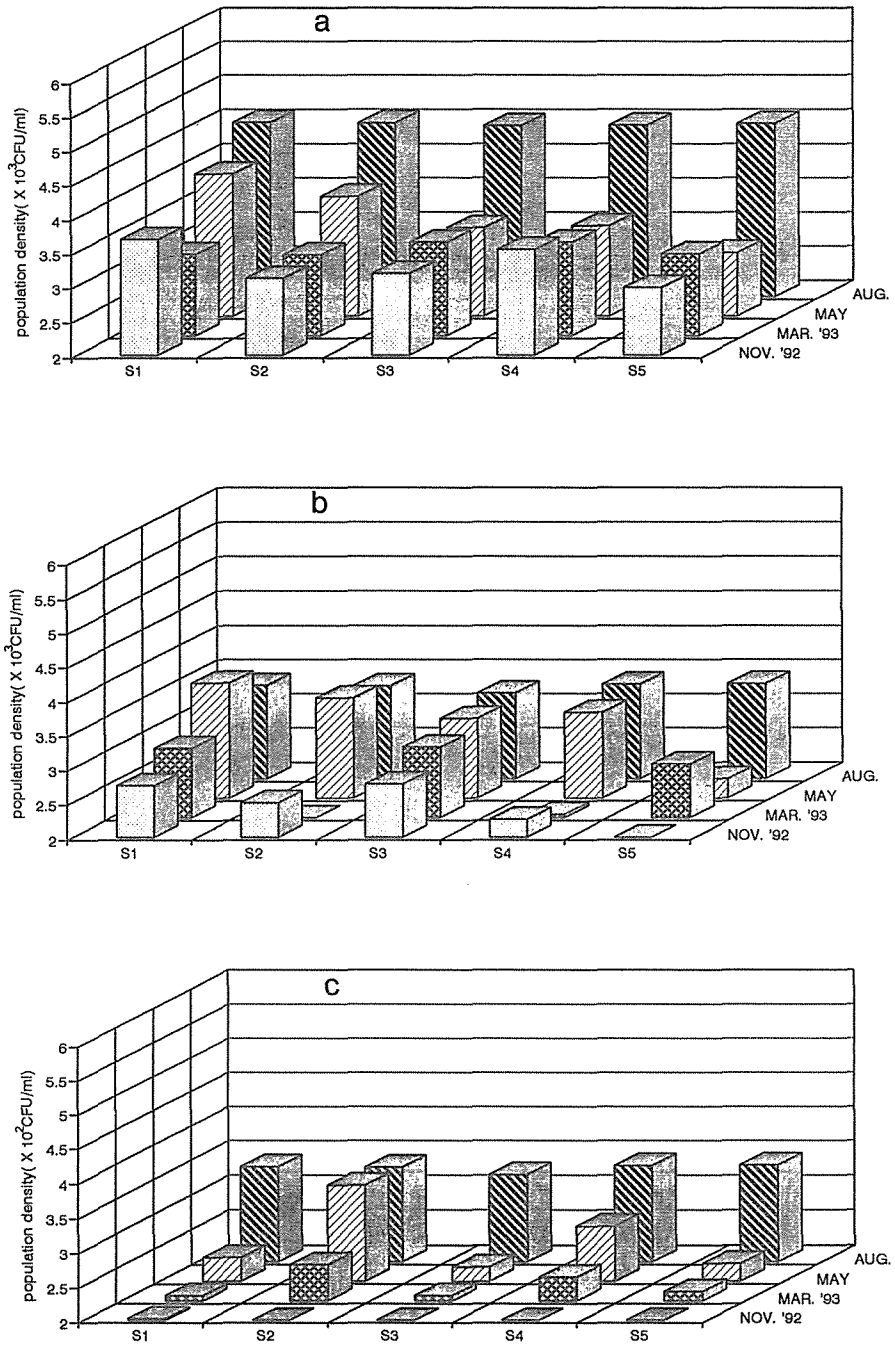 a
population density( X 10³CFU/ml)
6
5.5
5
4.5
4
3.5
3
2.5
2
S1 S2 S3 S4 S5
NOV. '92
MAR. '93
MAY
AUG.
b
population density( X 10³CFU/ml)
6
5.5
5
4.5
4
3.5
3
2.5
2
S1 S2 S3 S4 S5
NOV. '92
MAR. '93
MAY
AUG.
c
population density( X 10²CFU/ml)
6
5.5
5
4.5
4
3.5
3
2.5
2
S1 S2 S3 S4 S5
NOV. '92
MAR. '93
MAY
AUG.